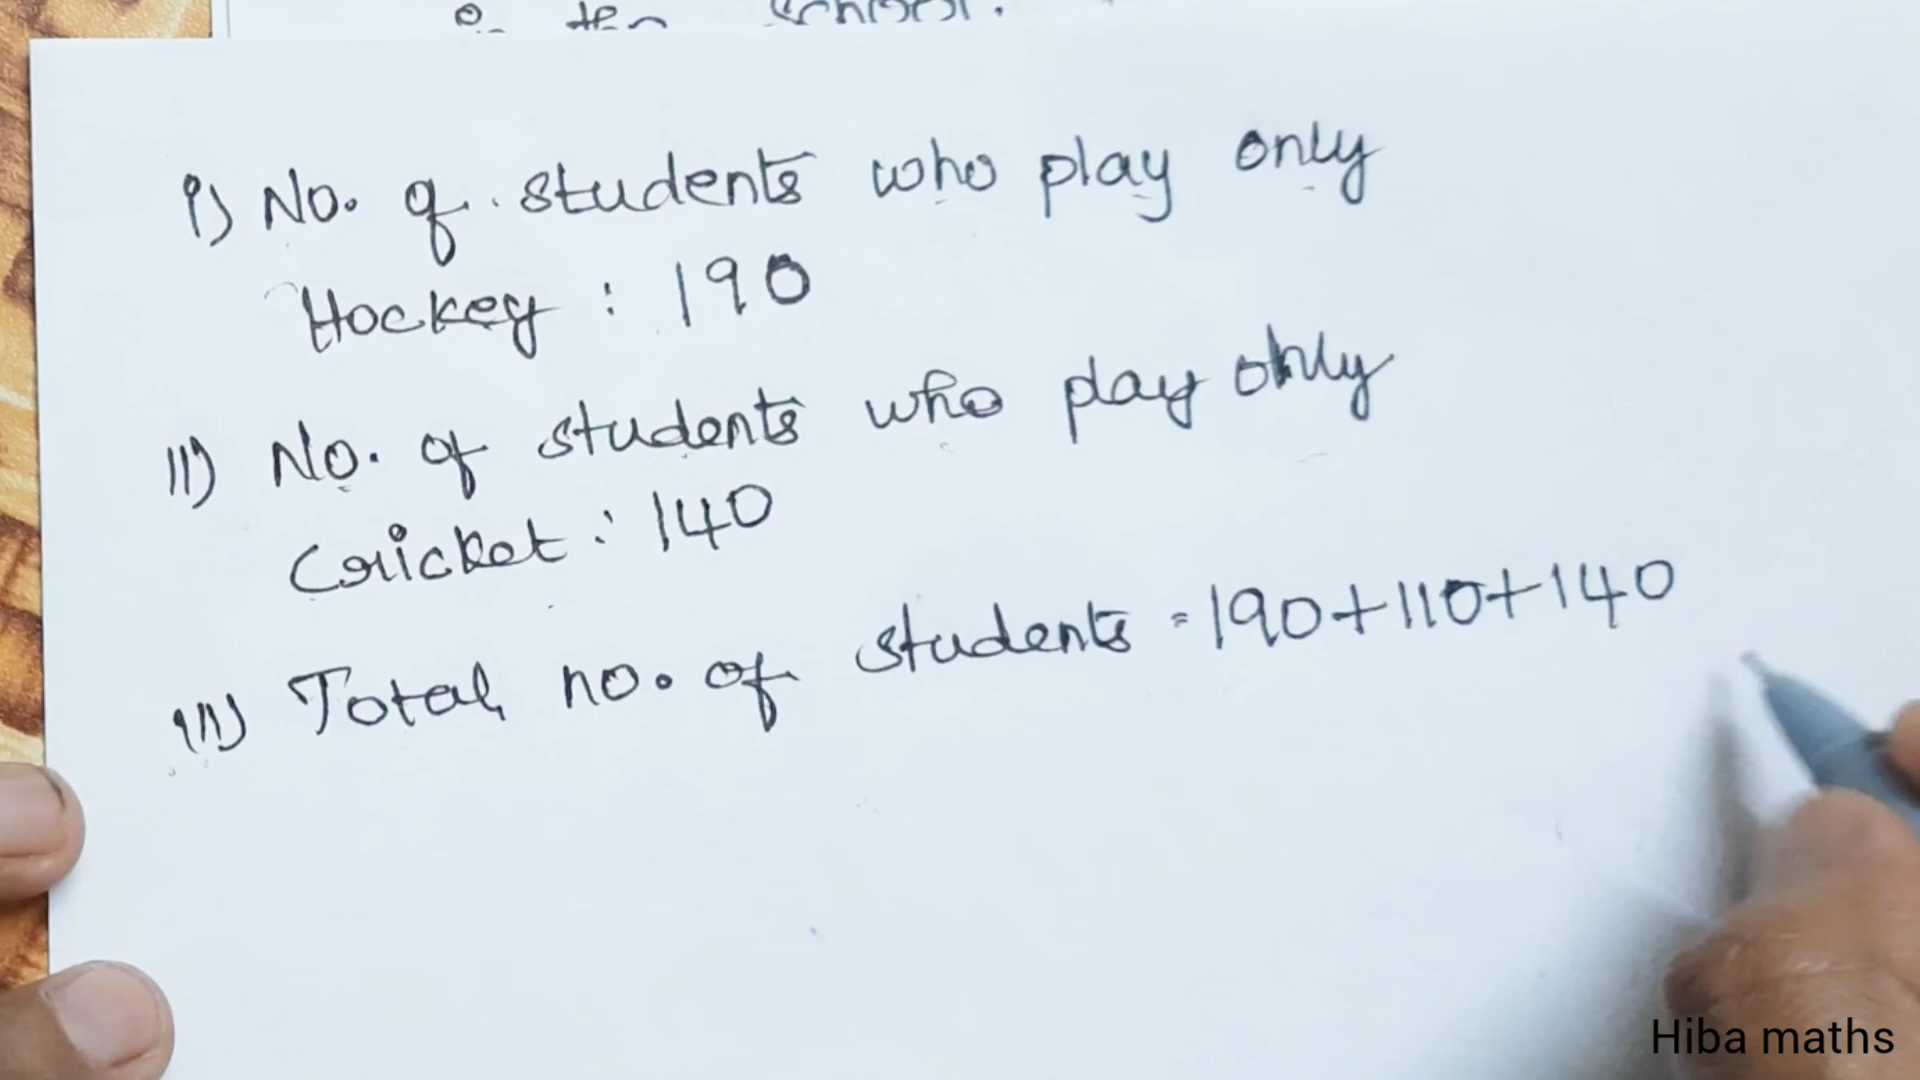 school.
i) No. of students who play only
Hockey : 190
ii) No. of students who play only
Cricket : 140
iii) Total no. of students = 190+110+140
Hiba maths